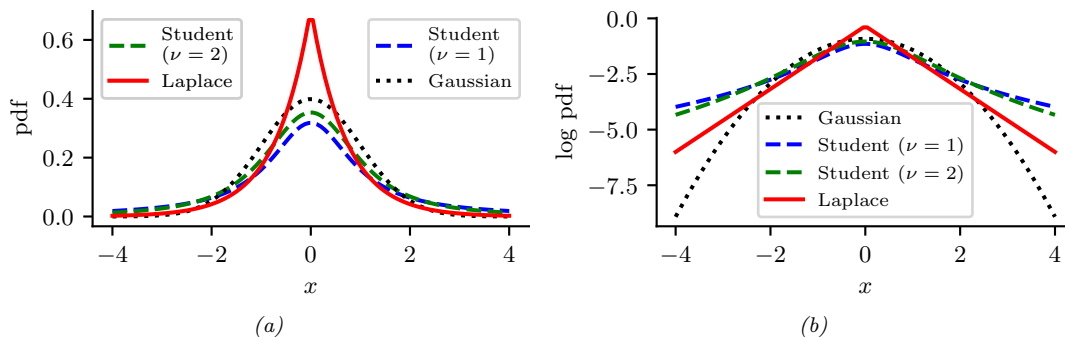 0.6
0.4
0.2
0.0
pdf
−4
−2
0
2
4
x
Student
(ν = 2)
Laplace
Student
(ν = 1)
Gaussian
(a)
0.0
−2.5
−5.0
−7.5
log pdf
−4
−2
0
2
4
x
Gaussian
Student (ν = 1)
Student (ν = 2)
Laplace
(b)